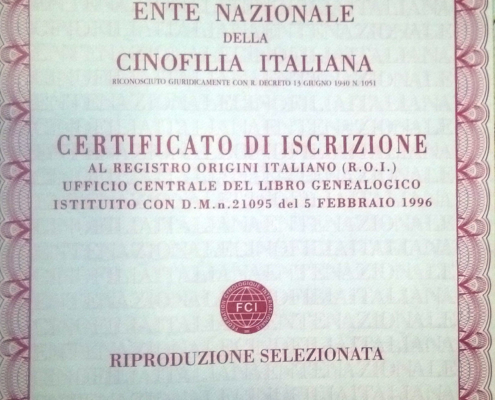 ENTE NAZIONALE
DELLA
CINOFILIA ITALIANA
RICONOSCIUTO GIURIDICAMENTE CON R. DECRETO 13 GIUGNO 1940 N. 1051
CERTIFICATO DI ISCRIZIONE
AL REGISTRO ORIGINI ITALIANO (R.O.I.)
UFFICIO CENTRALE DEL LIBRO GENEALOGICO
ISTITUITO CON D.M.n.21095 del 5 FEBBRAIO 1996
FCI
RIPRODUZIONE SELEZIONATA